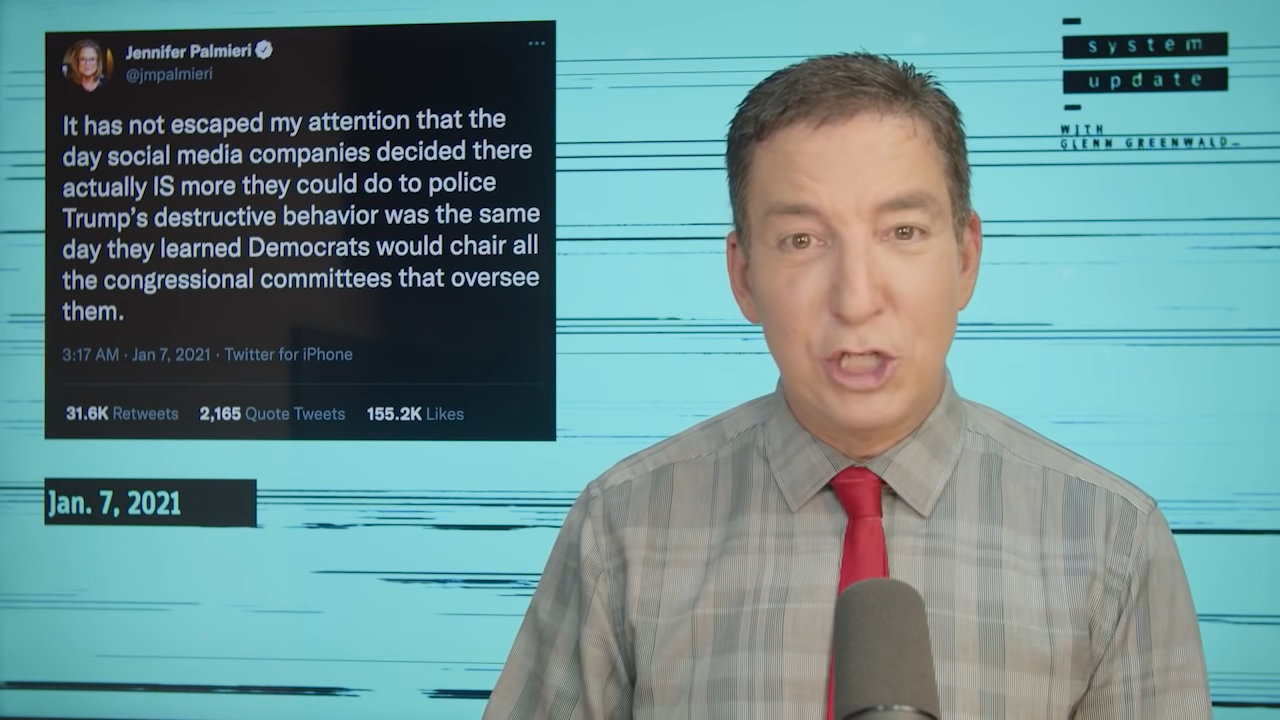 Jennifer Palmieri
@jmpalmieri
It has not escaped my attention that the
day social media companies decided there
actually IS more they could do to police
Trump's destructive behavior was the same
day they learned Democrats would chair all
the congressional committees that oversee
them.
3:17 AM · Jan 7, 2021 · Twitter for iPhone
31.6K Retweets 2,165 Quote Tweets 155.2K Likes
Jan. 7, 2021
system
update
WITH
GLENN GREENWALD_